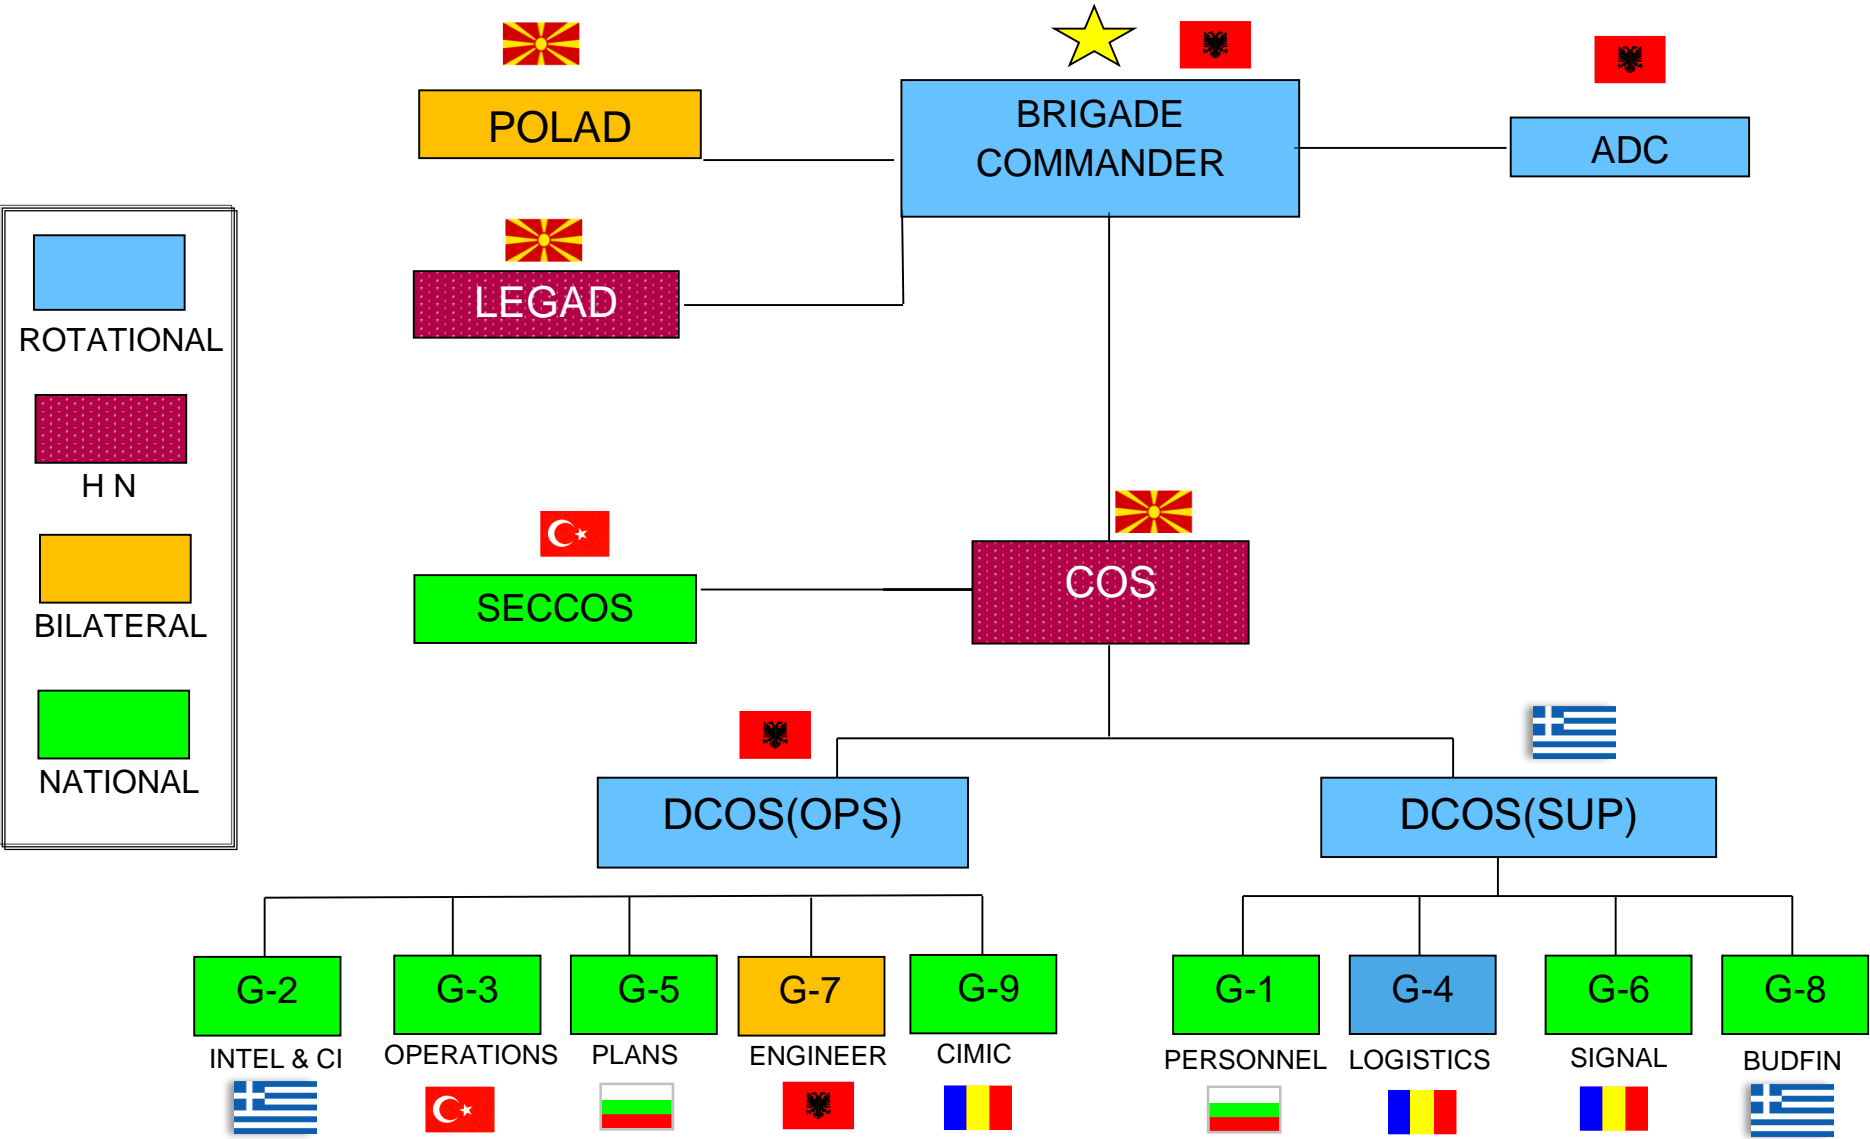 POLAD
BRIGADE
COMMANDER
ADC
LEGAD
ROTATIONAL
H N
BILATERAL
NATIONAL
SECCOS
COS
DCOS(OPS)
DCOS(SUP)
G-2
G-3
G-5
G-7
G-9
G-1
G-4
G-6
G-8
INTEL & CI
OPERATIONS
PLANS
ENGINEER
CIMIC
PERSONNEL
LOGISTICS
SIGNAL
BUDFIN